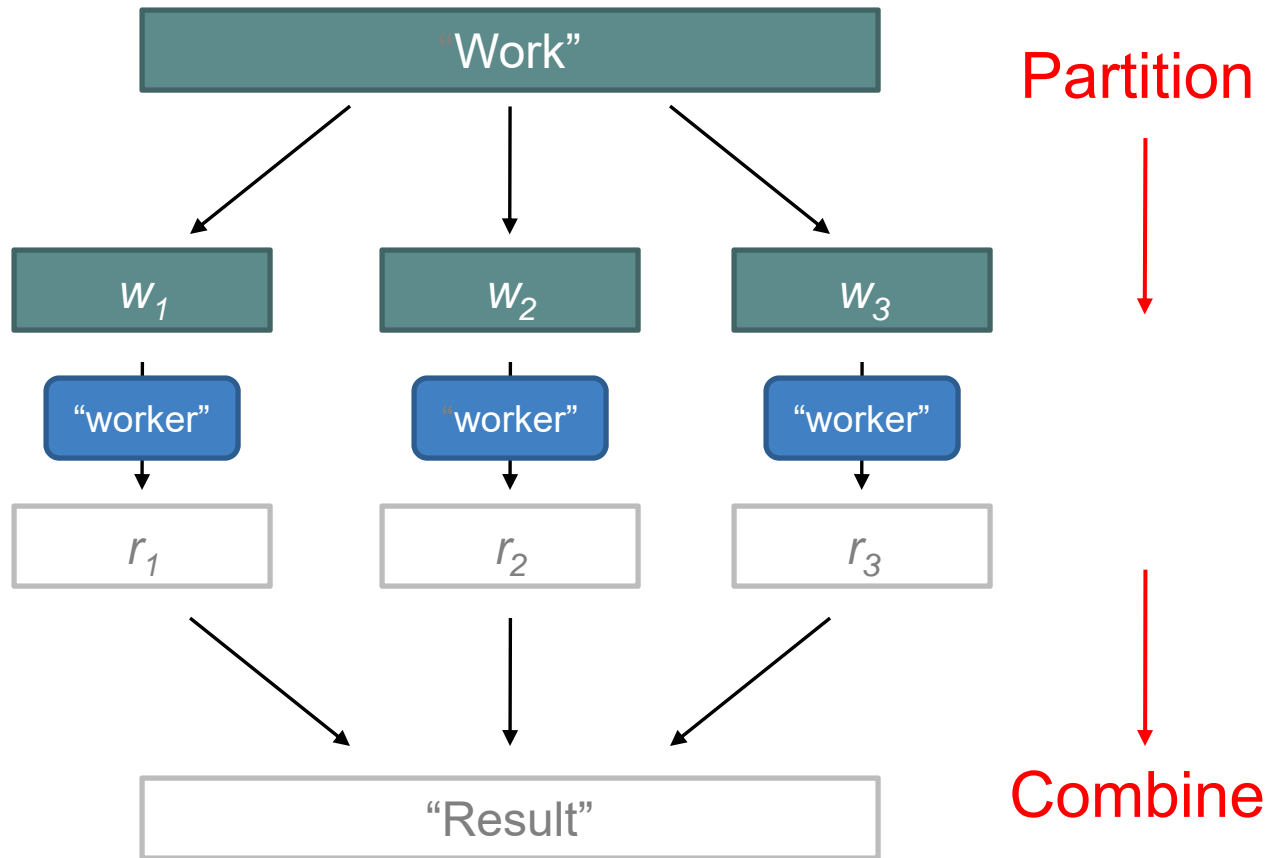 “Work”
Partition
w1 w2 w3
“worker” “worker” “worker”
r1 r2 r3
“Result”
Combine